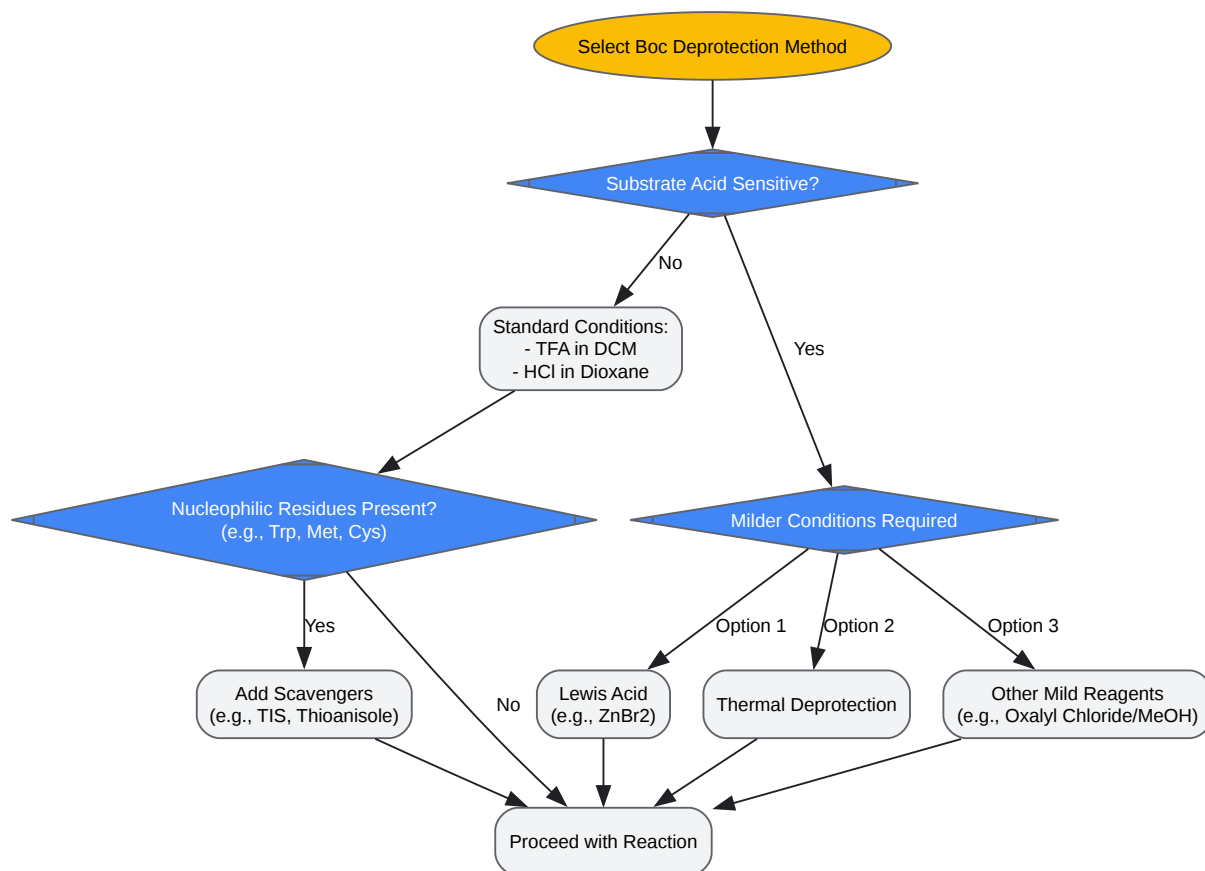 Select Boc Deprotection Method
Substrate Acid Sensitive?
No
Yes
Standard Conditions:
- TFA in DCM
- HCl in Dioxane
Nucleophilic Residues Present?
(e.g., Trp, Met, Cys)
Milder Conditions Required
Yes
No
Option 1
Option 2
Option 3
Add Scavengers
(e.g., TIS, Thioanisole)
Lewis Acid
(e.g., ZnBr2)
Thermal Deprotection
Other Mild Reagents
(e.g., Oxalyl Chloride/MeOH)
Proceed with Reaction